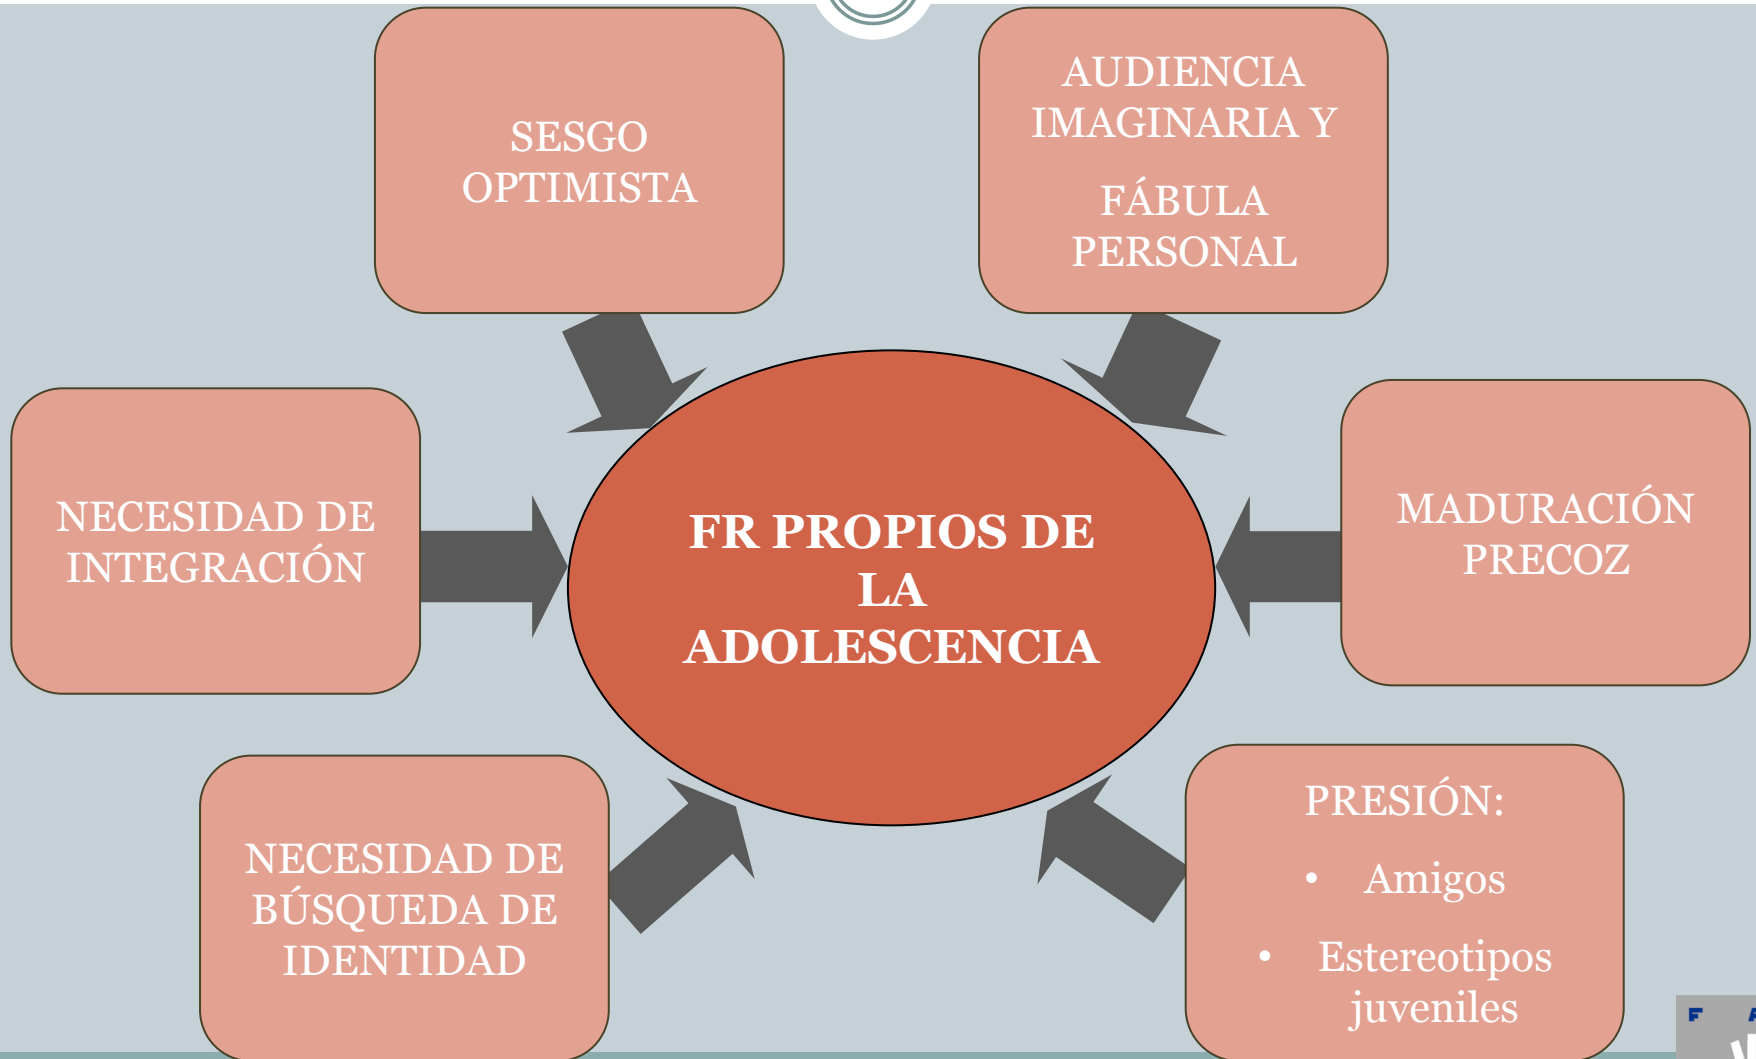 SESGO
OPTIMISTA
AUDIENCIA
IMAGINARIA Y
FÁBULA
PERSONAL
NECESIDAD DE
INTEGRACIÓN
FR PROPIOS DE
LA
ADOLESCENCIA
MADURACIÓN
PRECOZ
NECESIDAD DE
BÚSQUEDA DE
IDENTIDAD
PRESIÓN:
• Amigos
• Estereotipos
juveniles
F